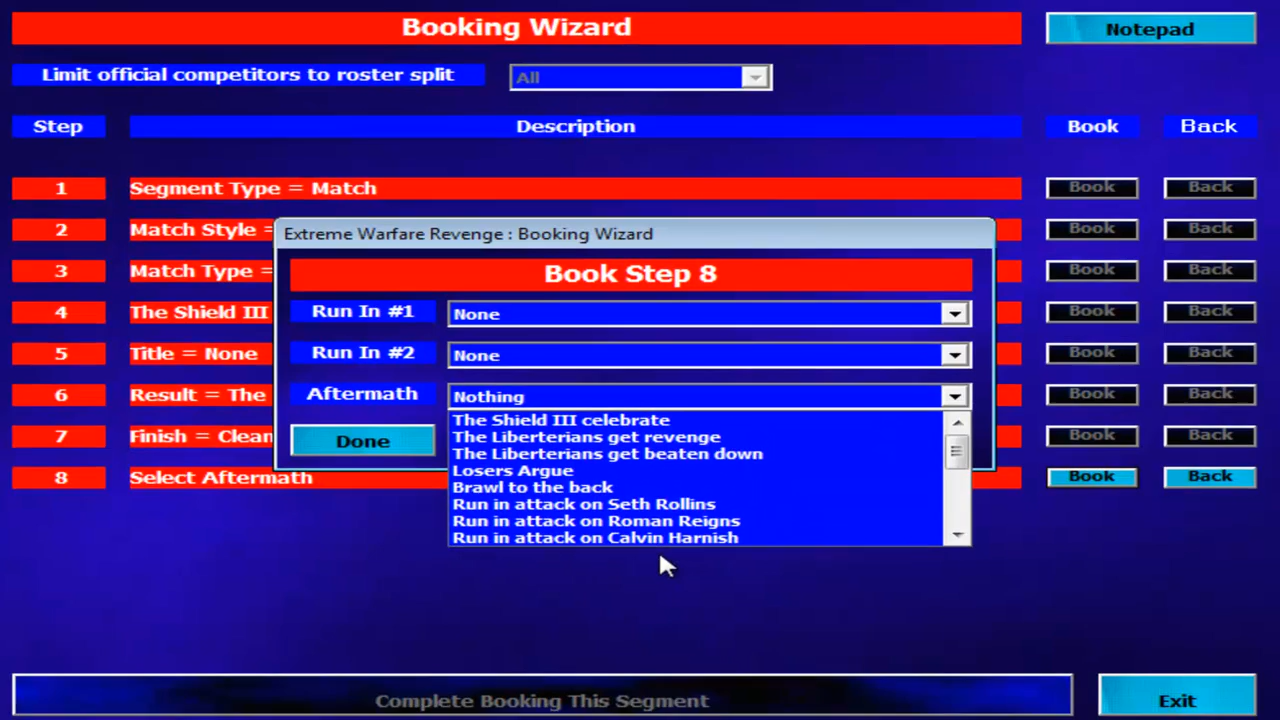 Booking Wizard
Notepad
Limit official competitors to roster split
All
Step
Description
Book
Back
1
Segment Type = Match
Book
Back
2
Match Style =
Book
Back
Extreme Warfare Revenge : Booking Wizard
3
Match Type =
Book Step 8
Book
Back
4
The Shield III
Run In #1
None
Book
Back
5
Title = None
Run In #2
None
Book
Back
6
Result = The
Aftermath
Nothing
Book
Back
The Shield III celebrate
7
Finish = Clean
Done
The Liberterians get revenge
Book
Back
The Liberterians get beaten down
8
Select Aftermath
Losers Argue
Book
Back
Brawl to the back
Run in attack on Seth Rollins
Run in attack on Roman Reigns
Run in attack on Calvin Harnish
Complete Booking This Segment
Exit